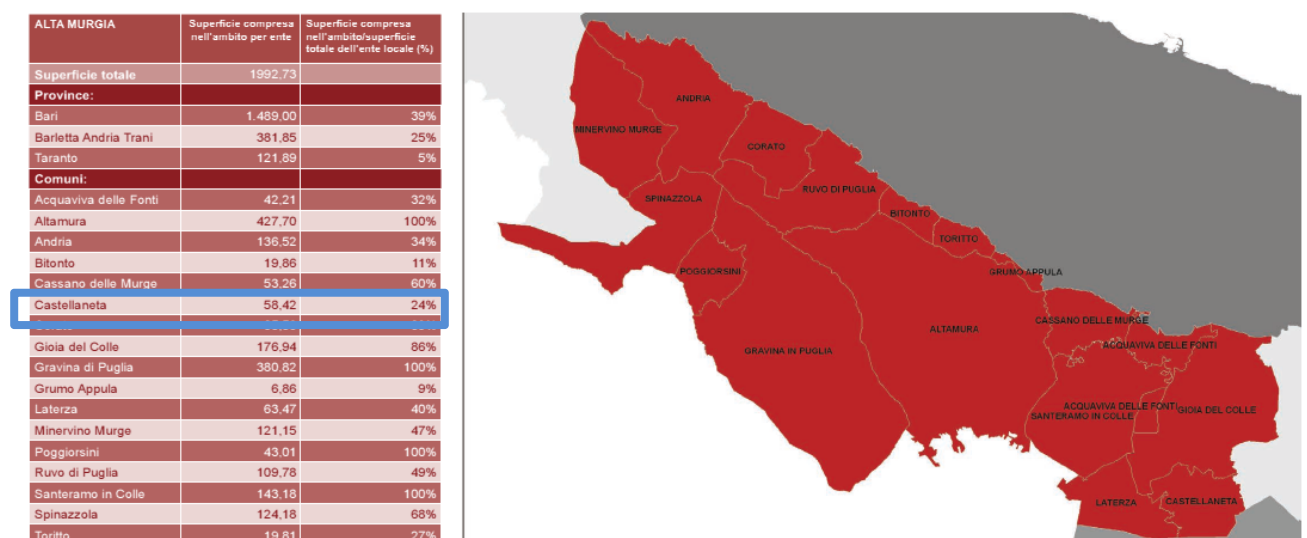 ALTA MURGIA Superficie compresa nell'ambito per ente Superficie compresa nell'ambito/superficie totale dell'ente locale (%)
Superficie totale 1992,73
Province:
Bari 1.489,00 39%
Barletta Andria Trani 381,85 25%
Taranto 121,89 5%
Comuni:
Acquaviva delle Fonti 42,21 32%
Altamura 427,70 100%
Andria 136,52 34%
Bitonto 19,86 11%
Cassano delle Murge 53,26 60%
Castellaneta 58,42 24%
Gioia del Colle 176,94 86%
Gravina di Puglia 380,82 100%
Grumo Appula 6,86 9%
Laterza 63,47 40%
Minervino Murge 121,15 47%
Poggiorsini 43,01 100%
Ruvo di Puglia 109,78 49%
Santeramo in Colle 143,18 100%
Spinazzola 124,18 68%
Toritto 19,81 27%
ANDRIA
MINERVINO MURGE
CORATO
RUVO DI PUGLIA
SPINAZZOLA
BITONTO
TORITTO
POGGIORSINI
GRUMO APPULA
CASSANO DELLE MURGE
ALTAMURA
ACQUAVIVA DELLE FONTI
GRAVINA IN PUGLIA
ACQUAVIVA DELLE FONTI
GIOIA DEL COLLE
SANTERAMO IN COLLE
LATERZA
CASTELLANETA